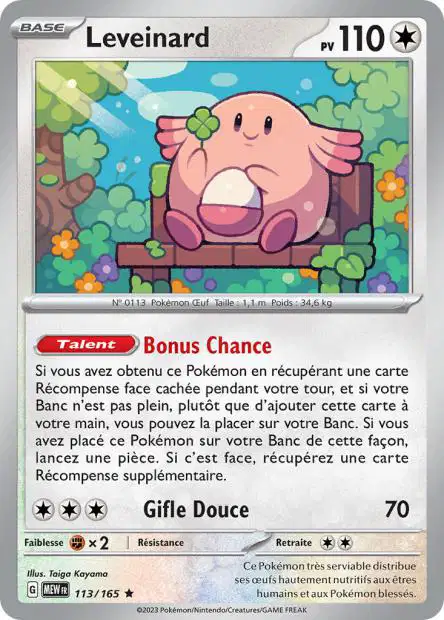 BASE Leveinard PV 110
N° 0113 Pokémon Œuf Taille : 1,1 m Poids : 34,6 kg
Talent Bonus Chance
Si vous avez obtenu ce Pokémon en récupérant une carte
Récompense face cachée pendant votre tour, et si votre
Banc n'est pas plein, plutôt que d'ajouter cette carte à
votre main, vous pouvez la placer sur votre Banc. Si vous
avez placé ce Pokémon sur votre Banc de cette façon,
lancez une pièce. Si c'est face, récupérez une carte
Récompense supplémentaire.
Gifle Douce 70
Faiblesse ×2 Résistance Retraite
Illus. Taiga Kayama
G MEW FR 113/165 ★
Ce Pokémon très serviable distribue
ses œufs hautement nutritifs aux êtres
humains et aux Pokémon blessés.
©2023 Pokémon/Nintendo/Creatures/GAME FREAK